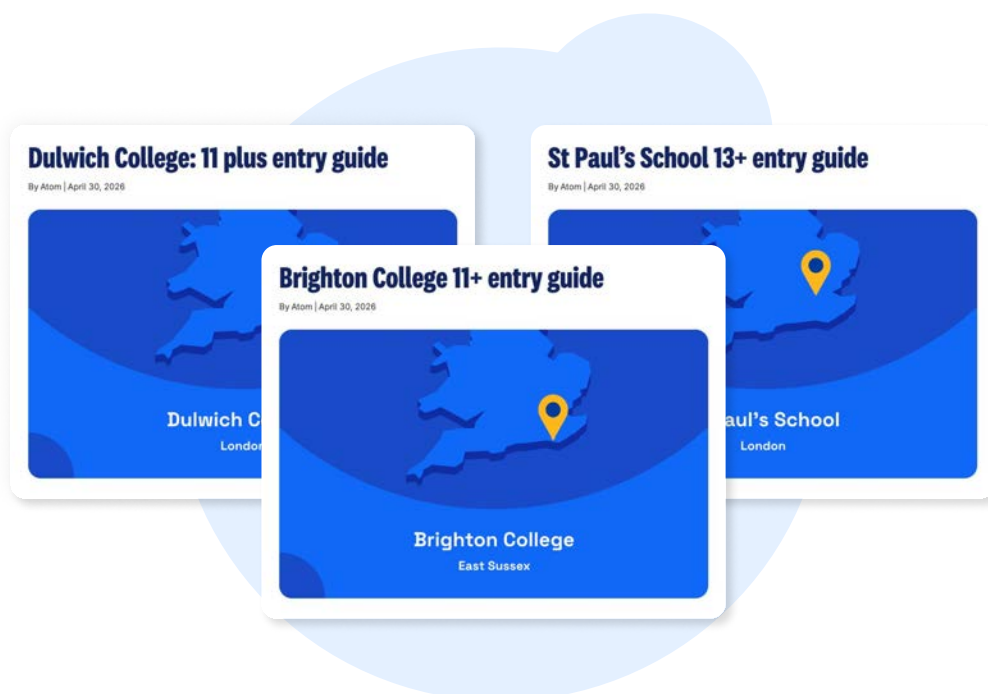 Dulwich College: 11 plus entry guide
By Atom | April 30, 2026
Dulwich C
London
St Paul's School 13+ entry guide
By Atom | April 30, 2026
aul's School
London
Brighton College 11+ entry guide
By Atom | April 30, 2026
Brighton College
East Sussex